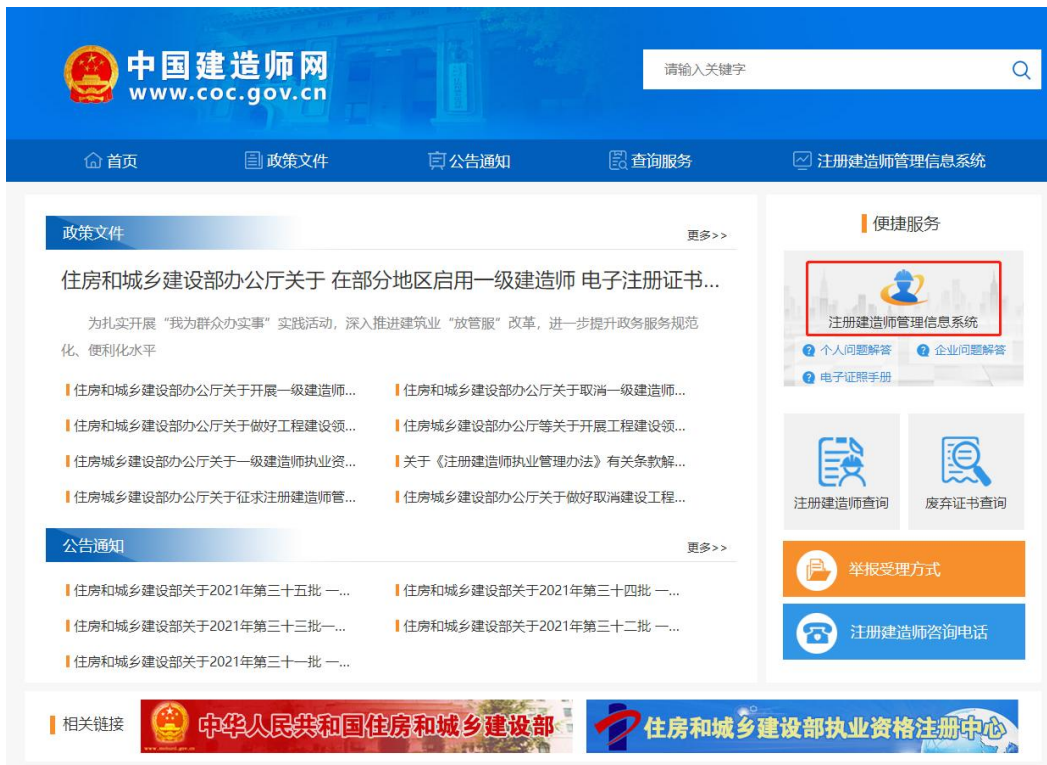 中国建造师网
www.coc.gov.cn
请输入关键字
首页
政策文件
公告通知
查询服务
注册建造师管理信息系统
政策文件
更多>>
住房和城乡建设部办公厅关于 在部分地区启用一级建造师 电子注册证书...
为扎实开展“我为群众办实事”实践活动，深入推进建筑业“放管服”改革，进一步提升政务服务规范
化、便利化水平
住房和城乡建设部办公厅关于开展一级建造师...
住房和城乡建设部办公厅关于取消一级建造师...
住房和城乡建设部办公厅关于做好工程建设领...
住房城乡建设部办公厅等关于开展工程建设领...
住房城乡建设部办公厅关于一级建造师执业资...
关于《注册建造师执业管理办法》有关条款解...
住房城乡建设部办公厅关于征求注册建造师管...
住房城乡建设部办公厅关于做好取消建设工程...
公告通知
更多>>
住房和城乡建设部关于2021年第三十五批 一...
住房和城乡建设部关于2021年第三十四批 一...
住房和城乡建设部关于2021年第三十三批一...
住房和城乡建设部关于2021年第三十二批 一...
住房和城乡建设部关于2021年第三十一批 一...
便捷服务
注册建造师管理信息系统
个人问题解答
企业问题解答
电子证照手册
注册建造师查询
废弃证书查询
举报受理方式
注册建造师咨询电话
相关链接
中华人民共和国住房和城乡建设部
住房和城乡建设部执业资格注册中心